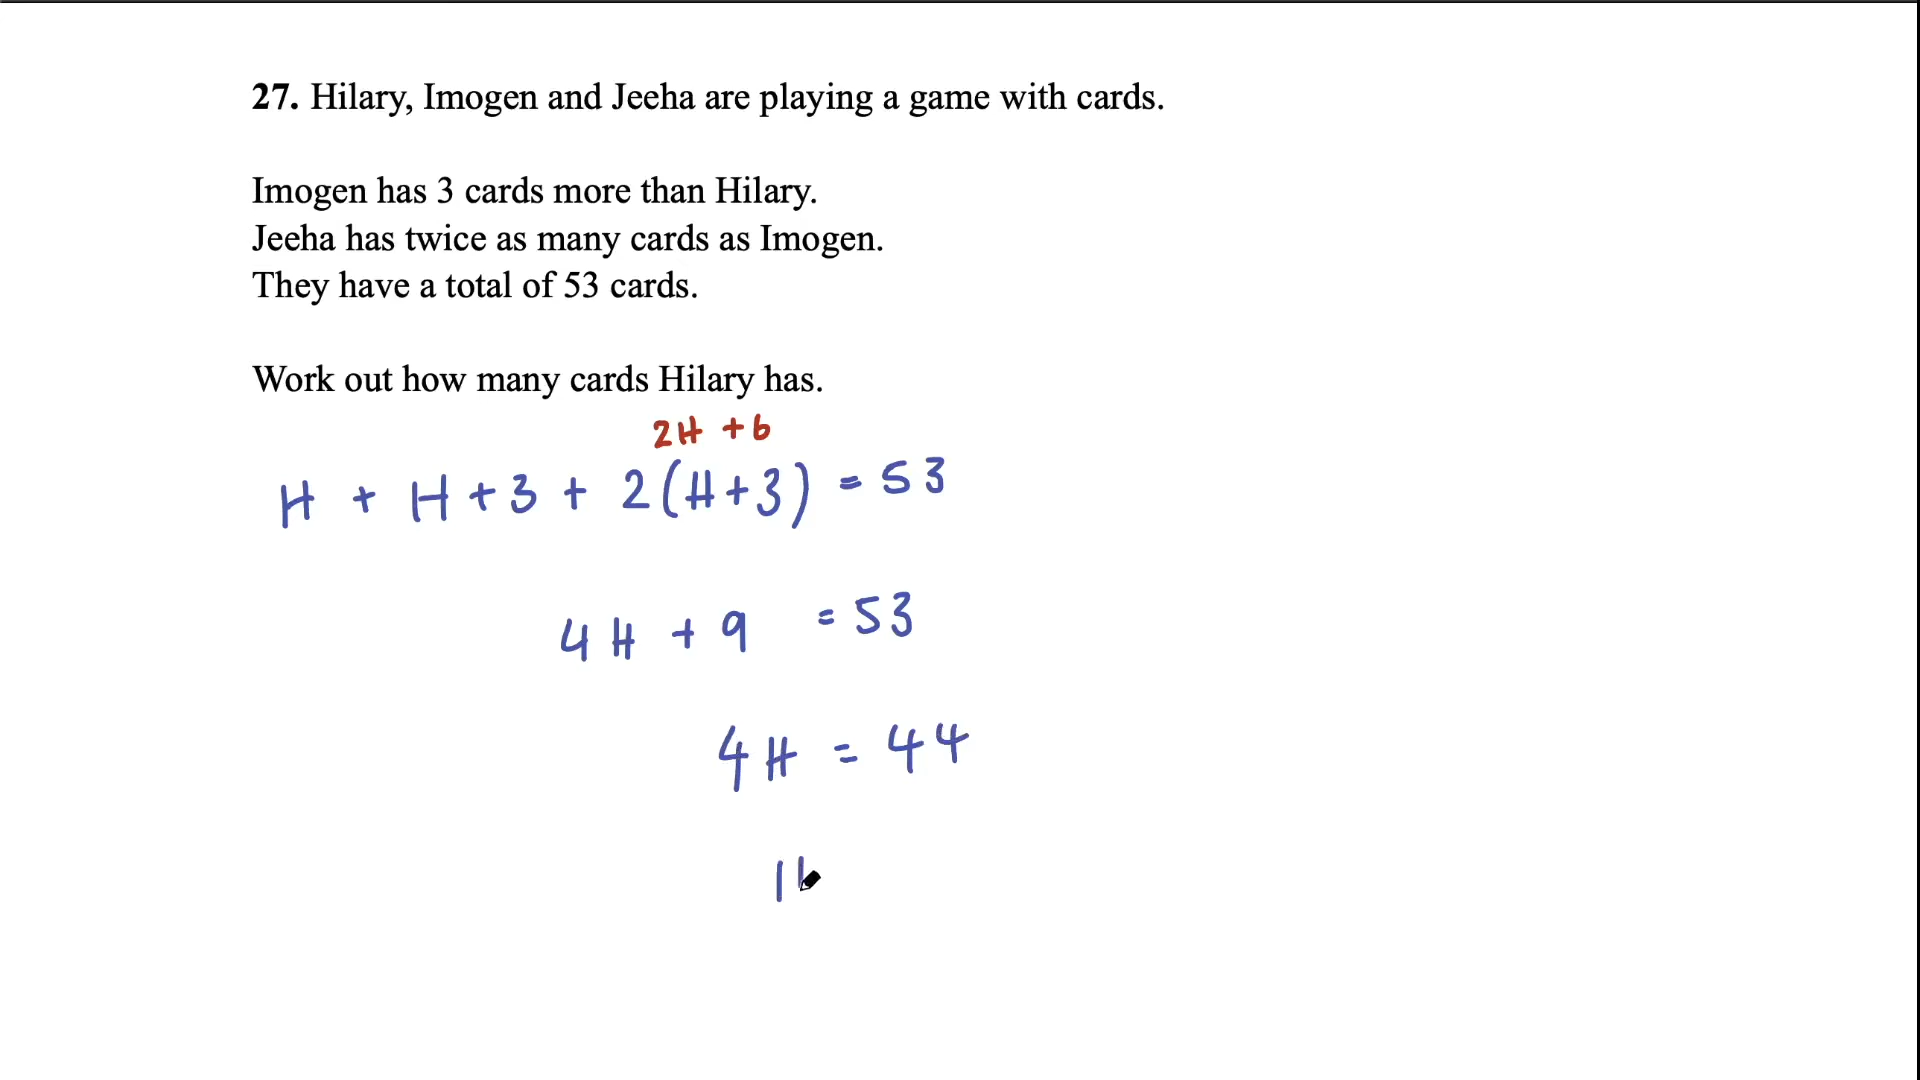 27. Hilary, Imogen and Jeeha are playing a game with cards.
Imogen has 3 cards more than Hilary.
Jeeha has twice as many cards as Imogen.
They have a total of 53 cards.
Work out how many cards Hilary has.
2H + 6
H + H + 3 + 2(H+3) = 53
4H + 9 = 53
4H = 44